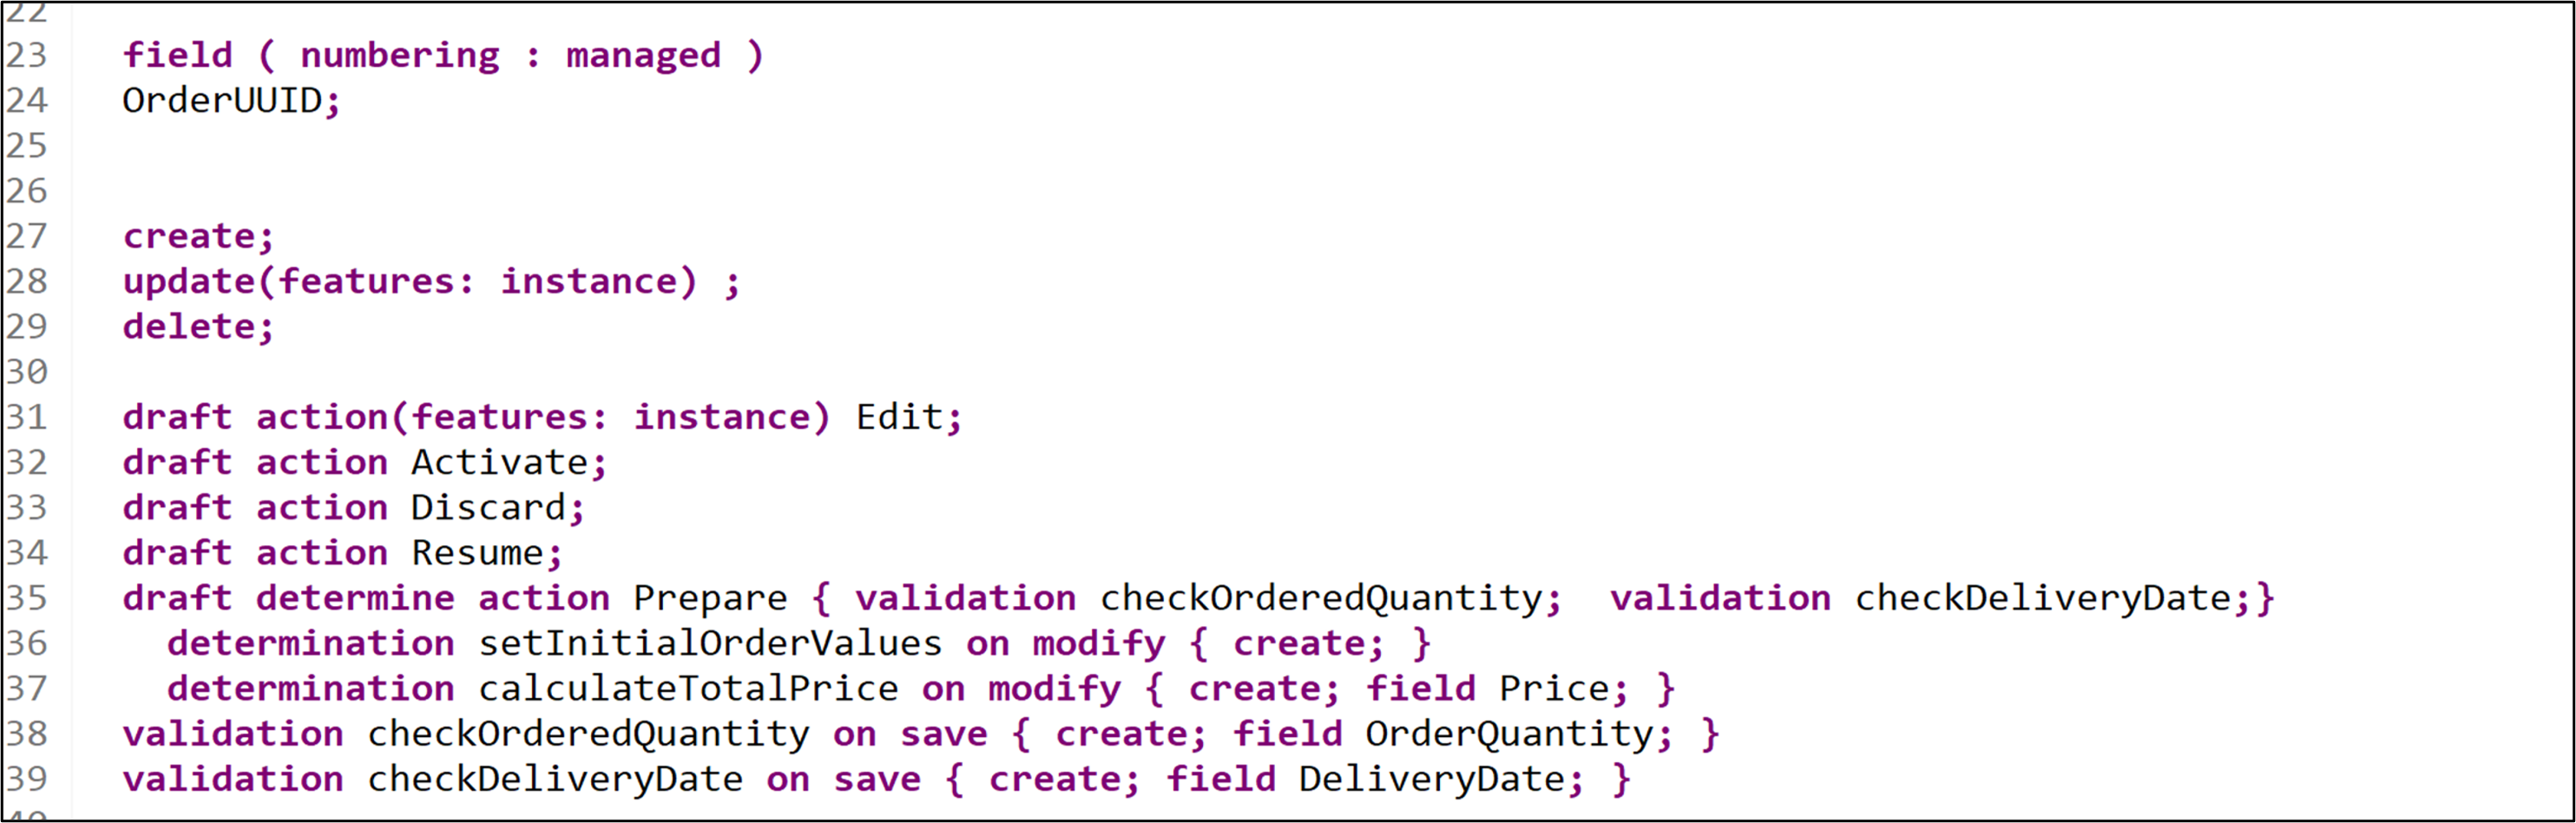 22
23 field ( numbering : managed )
24 OrderUUID;
25
26
27 create;
28 update(features: instance) ;
29 delete;
30
31 draft action(features: instance) Edit;
32 draft action Activate;
33 draft action Discard;
34 draft action Resume;
35 draft determine action Prepare { validation checkOrderedQuantity;  validation checkDeliveryDate;}
36   determination setInitialOrderValues on modify { create; }
37   determination calculateTotalPrice on modify { create; field Price; }
38 validation checkOrderedQuantity on save { create; field OrderQuantity; }
39 validation checkDeliveryDate on save { create; field DeliveryDate; }
40